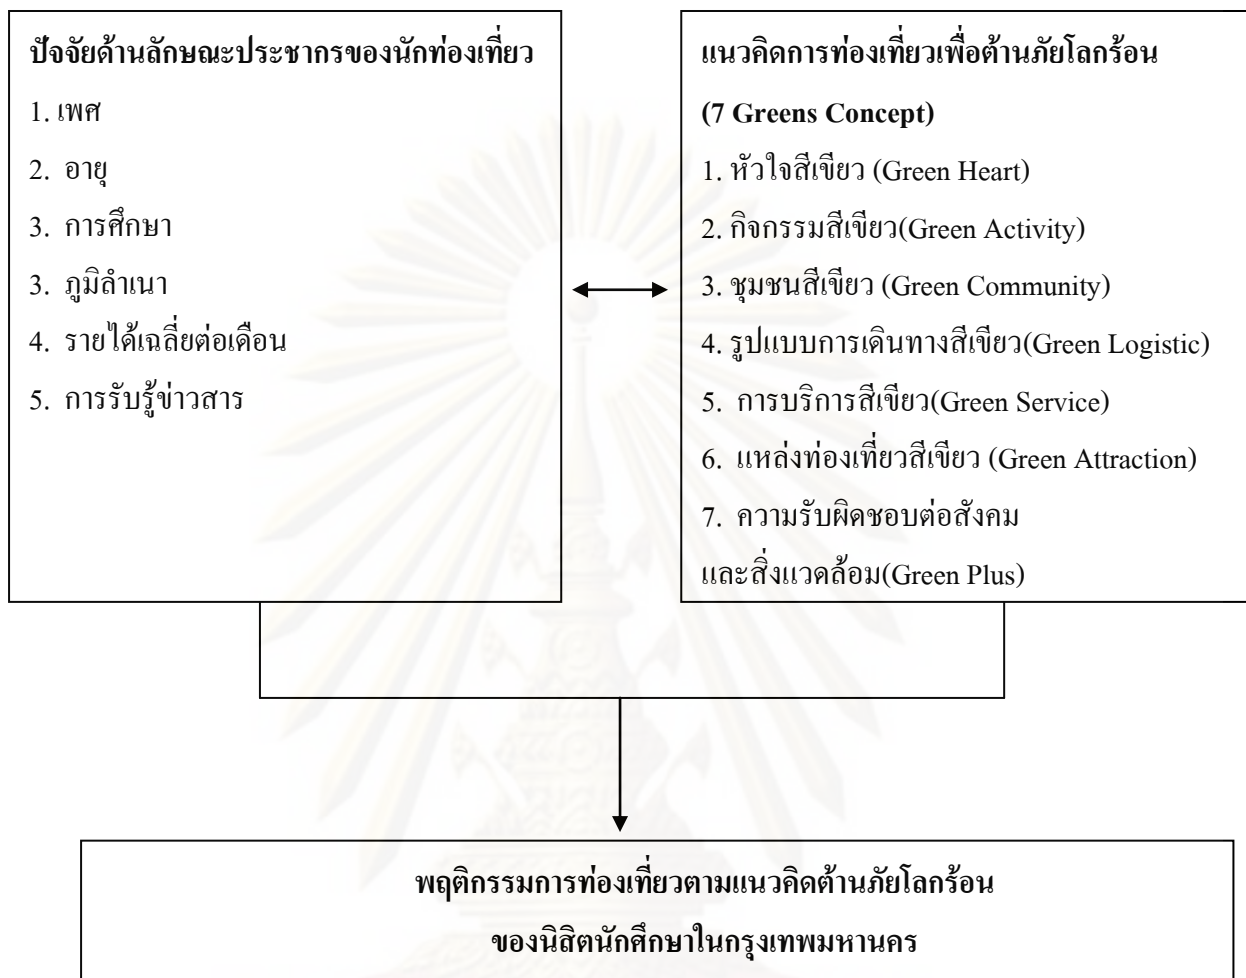 ปัจจัยด้านลักษณะประชากรของนักท่องเที่ยว
1. เพศ
2. อายุ
3. การศึกษา
3. ภูมิลำเนา
4. รายได้เฉลี่ยต่อเดือน
5. การรับรู้ข่าวสาร
แนวคิดการท่องเที่ยวเพื่อต้านภัยโลกร้อน
(7 Greens Concept)
1. หัวใจสีเขียว (Green Heart)
2. กิจกรรมสีเขียว(Green Activity)
3. ชุมชนสีเขียว (Green Community)
4. รูปแบบการเดินทางสีเขียว(Green Logistic)
5. การบริการสีเขียว(Green Service)
6. แหล่งท่องเที่ยวสีเขียว (Green Attraction)
7. ความรับผิดชอบต่อสังคม
และสิ่งแวดล้อม(Green Plus)
พฤติกรรมการท่องเที่ยวตามแนวคิดต้านภัยโลกร้อน
ของนิสิตนักศึกษาในกรุงเทพมหานคร